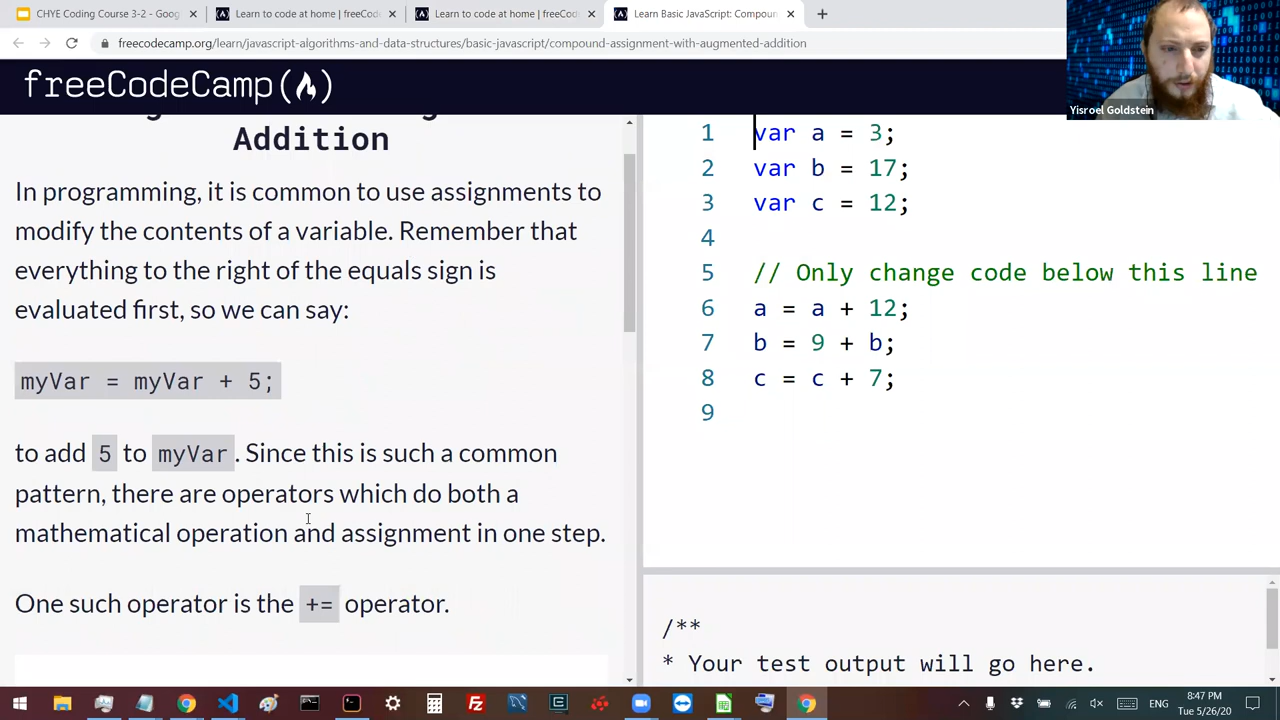 CHYE Coding Course 3-2 - Goog
Learn to code at home | freeCo
Learn to code at home | freeCo
Learn Basic JavaScript: Compoun
freecodecamp.org/learn/javascript-algorithms-and-data-structures/basic-javascript/compound-assignment-with-augmented-addition
Yisroel Goldstein
freeCodeCamp
Addition
In programming, it is common to use assignments to
modify the contents of a variable. Remember that
everything to the right of the equals sign is
evaluated first, so we can say:
myVar = myVar + 5;
to add 5 to myVar. Since this is such a common
pattern, there are operators which do both a
mathematical operation and assignment in one step.
One such operator is the += operator.
1 var a = 3;
2 var b = 17;
3 var c = 12;
4
5 // Only change code below this line
6 a = a + 12;
7 b = 9 + b;
8 c = c + 7;
9
/**
* Your test output will go here.
ENG
8:47 PM
Tue 5/26/20